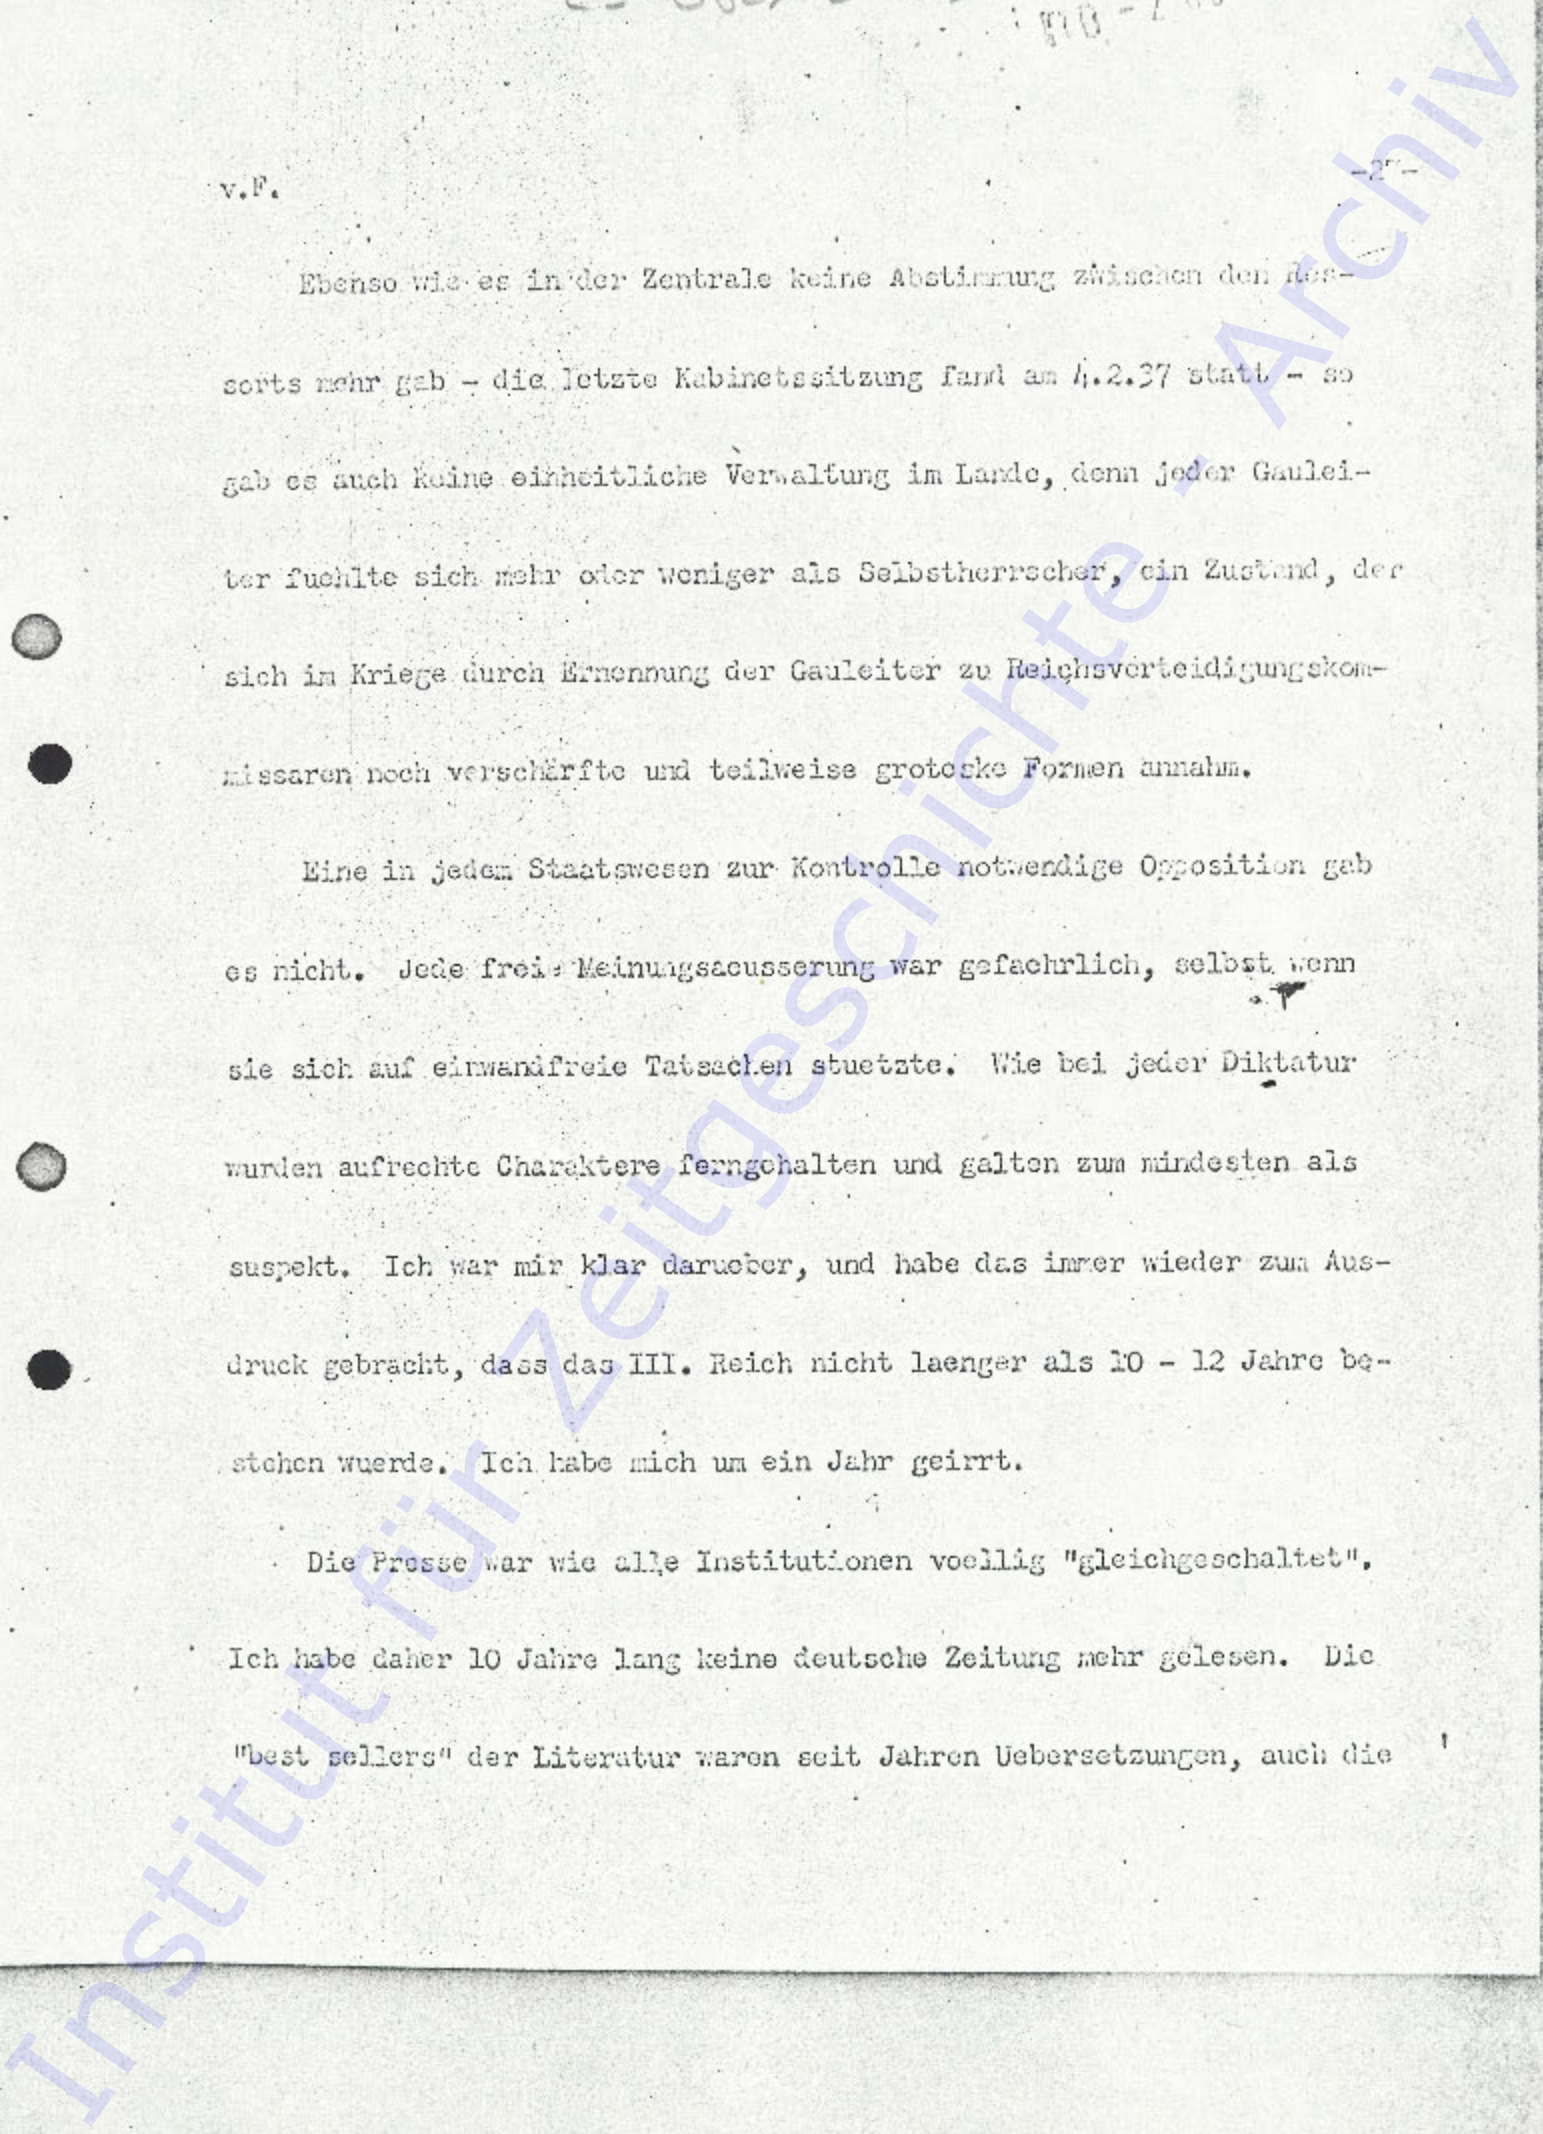 v.F.
Ebenso wie es in der Zentrale keine Abstimmung zwischen den Res-
sorts mehr gab - die letzte Kabinetssitzung fand am 4.2.37 statt - so
gab es auch keine einheitliche Verwaltung im Lande, denn jeder Gaulei-
ter fuehlte sich mehr oder weniger als Selbstherrscher, ein Zustand, der
sich im Kriege durch Ernennung der Gauleiter zu Reichsverteidigungskom-
missaren noch verschärfte und teilweise groteske Formen annahm.
Eine in jedem Staatswesen zur Kontrolle notwendige Opposition gab
es nicht. Jede freie Meinungsaeusserung war gefaehrlich, selbst wenn
sie sich auf einwandfreie Tatsachen stuetzte. Wie bei jeder Diktatur
wurden aufrechte Charaktere ferngehalten und galten zum mindesten als
suspekt. Ich war mir klar darueber, und habe das immer wieder zum Aus-
druck gebracht, dass das III. Reich nicht laenger als 10 - 12 Jahre be-
stehen wuerde. Ich habe mich um ein Jahr geirrt.
Die Presse war wie alle Institutionen voellig "gleichgeschaltet".
Ich habe daher 10 Jahre lang keine deutsche Zeitung mehr gelesen. Die
"best sellers" der Literatur waren seit Jahren Uebersetzungen, auch die
Institut für Zeitgeschichte - Archiv